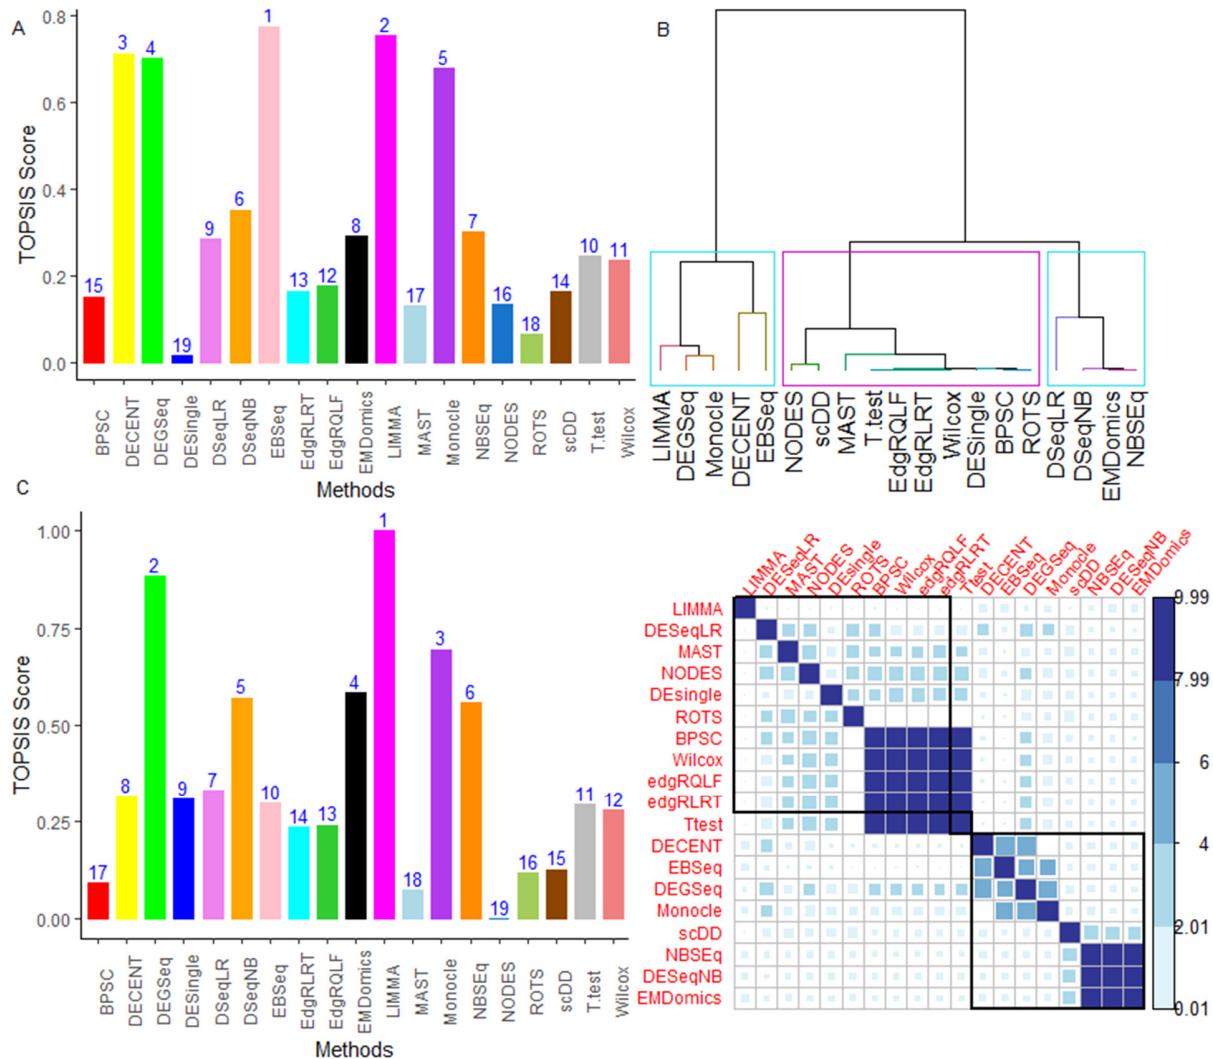 A
B
TOPSIS Score
0.8
0.6
0.4
0.2
0.0
15
3
4
19
9
6
1
13
12
8
2
17
5
7
16
18
14
10
11
BPSC
DECENT
DEGSeq
DESingle
DSeqLR
DSeqNB
EBSeq
EdgRLRT
EdgRQLF
EMDomics
LIMMA
MAST
Monocle
NBSEq
NODES
ROTS
scDD
T.test
Wilcox
Methods
LIMMA
DEGSeq
Monocle
DECENT
EBSeq
NODES
scDD
MAST
T.test
EdgRQLF
EdgRLRT
Wilcox
DESingle
BPSC
ROTS
DSeqLR
DSeqNB
EMDomics
NBSEq
C
TOPSIS Score
1.00
0.75
0.50
0.25
0.00
17
8
2
9
7
5
10
14
13
4
1
18
3
6
19
16
15
11
12
BPSC
DECENT
DEGSeq
DESingle
DSeqLR
DSeqNB
EBSeq
EdgRLRT
EdgRQLF
EMDomics
LIMMA
MAST
Monocle
NBSEq
NODES
ROTS
scDD
T.test
Wilcox
Methods
LIMMA
DESeqLR
MAST
NODES
DEsingle
ROTS
BPSC
Wilcox
edgRQLF
edgRLRT
Ttest
DECENT
EBSeq
DEGSeq
Monocle
scDD
NBSEq
DESeqNB
EMDomics
LIMMA
DESeqLR
MAST
NODES
DEsingle
ROTS
BPSC
Wilcox
edgRQLF
edgRLRT
Ttest
DECENT
EBSeq
DEGSeq
Monocle
scDD
NBSEq
DESeqNB
EMDomics
9.99
7.99
6
4
2.01
0.01